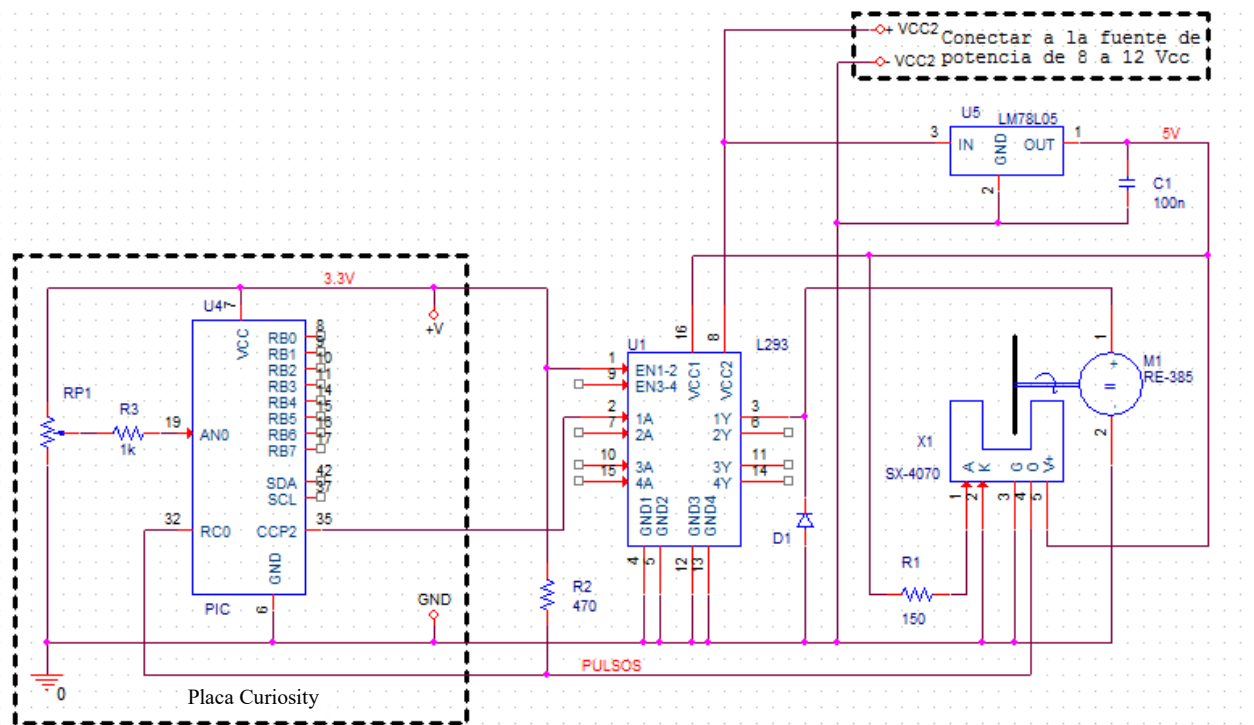 + VCC2
- VCC2
Conectar a la fuente de
potencia de 8 a 12 Vcc
U5
LM78L05
3
IN
GND
OUT
1
5V
2
C1
100n
3.3V
U4
7
VCC
+V
RB0
8
RB1
9
RB2
10
RB3
11
RB4
14
RB5
15
RB6
16
RB7
17
SDA
42
SCL
37
RP1
R3
1k
19
AN0
32
RC0
CCP2
35
GND
PIC
6
GND
0
Placa Curiosity
U1
L293
16
8
VCC1
VCC2
1
EN1-2
9
EN3-4
2
1A
7
2A
10
3A
15
4A
1Y
3
2Y
6
3Y
11
4Y
14
GND1
GND2
GND3
GND4
4
5
12
13
D1
R2
470
PULSOS
1
M1
RE-385
=
2
X1
SX-4070
A
K
G
O
V+
1
2
3
4
5
R1
150